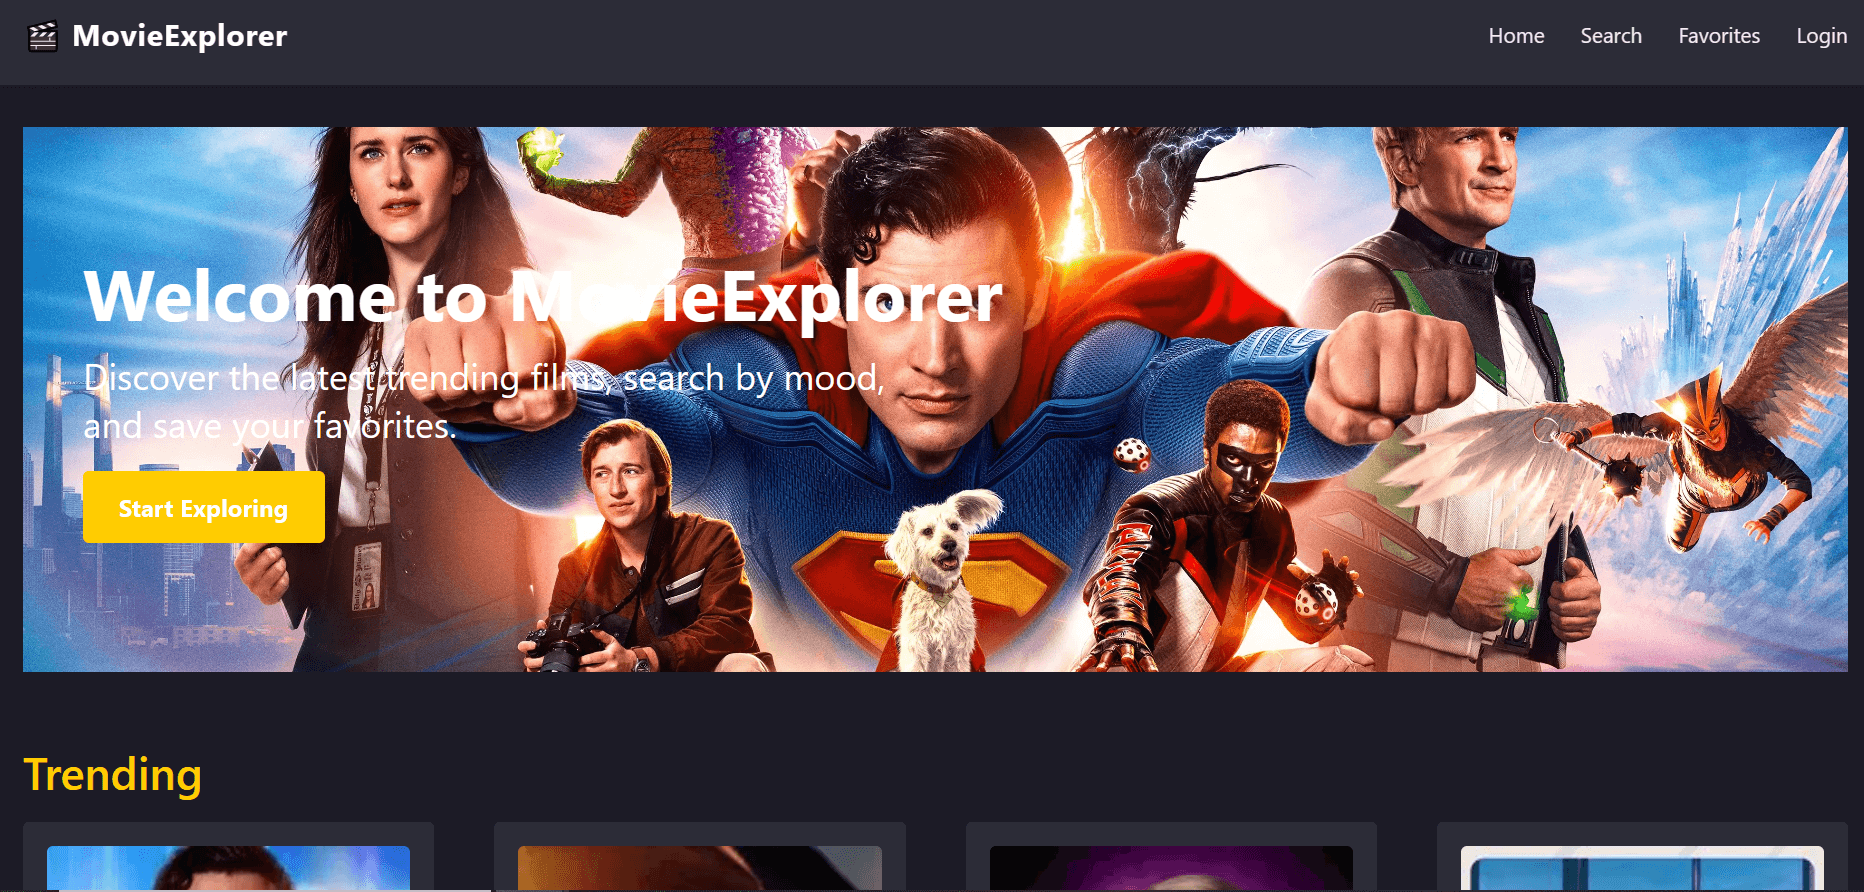 MovieExplorer
Home Search Favorites Login
Welcome to MovieExplorer
Discover the latest trending films, search by mood,
and save your favorites.
Start Exploring
Trending